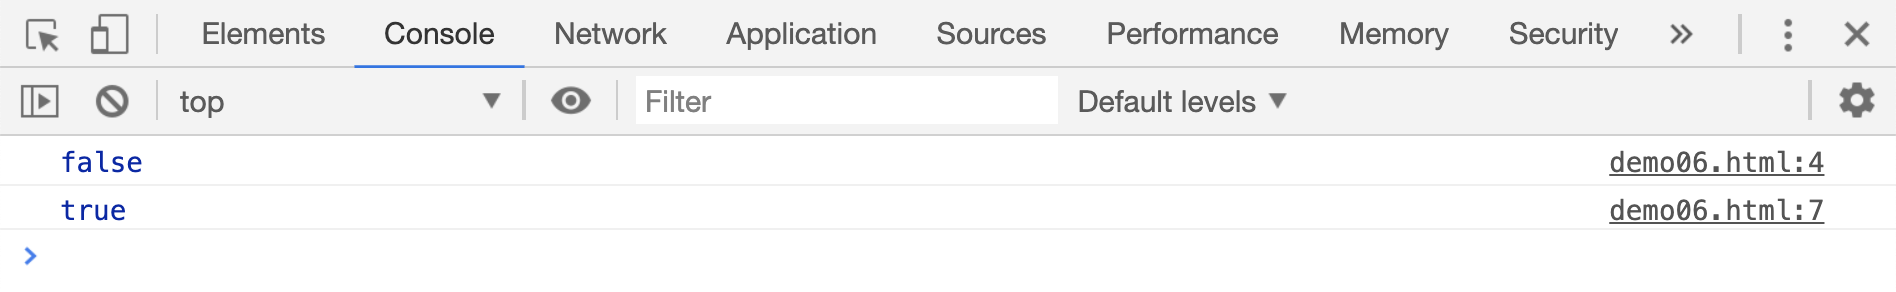 Elements Console Network Application Sources Performance Memory Security
top Filter Default levels
false demo06.html:4
true demo06.html:7